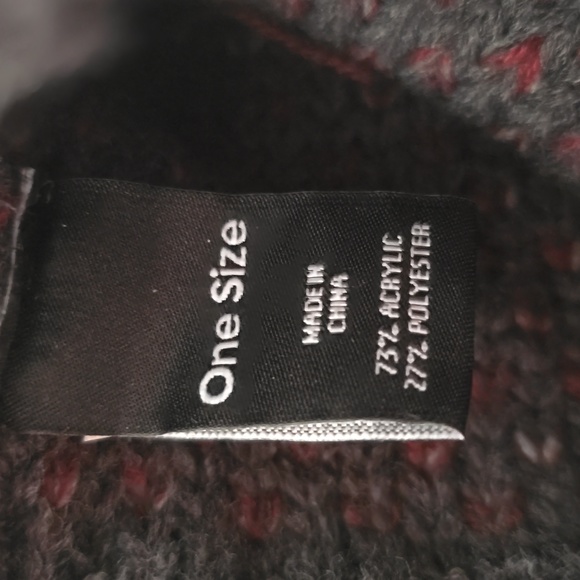 One Size
MADE IN
CHINA
73% ACRYLIC
27% POLYESTER